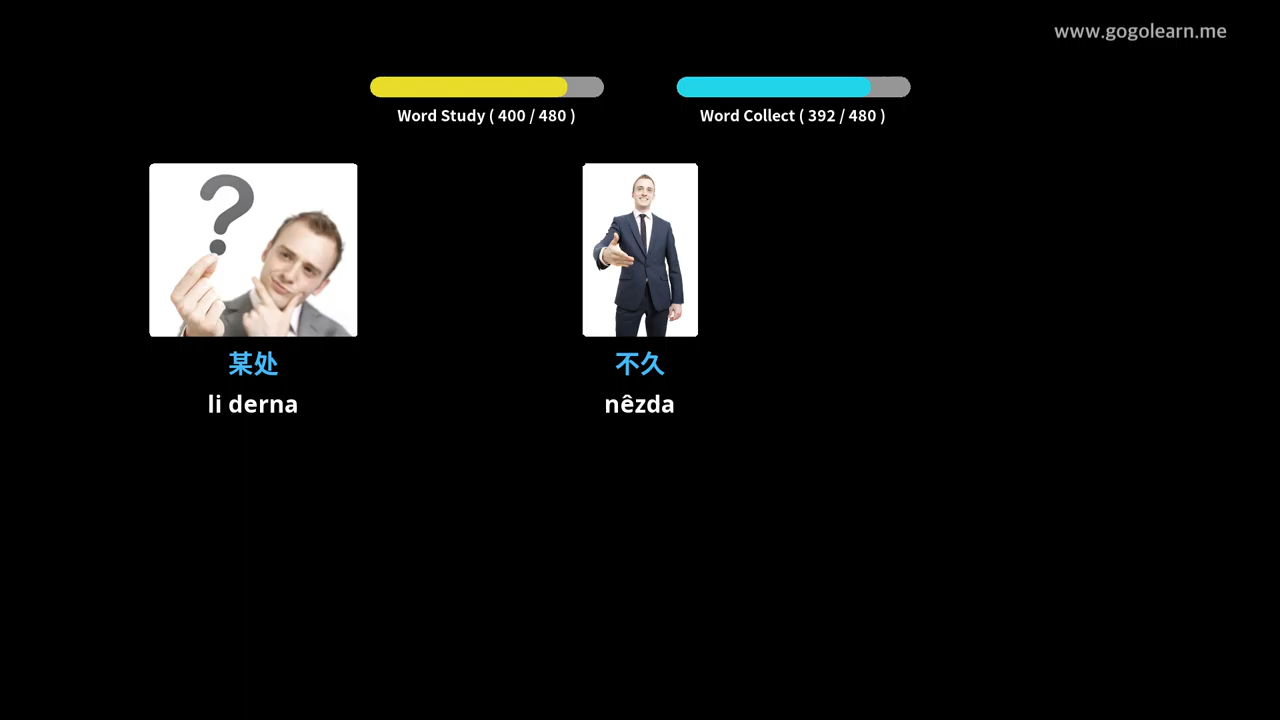 www.gogolearn.me
Word Study ( 400 / 480 )
Word Collect ( 392 / 480 )
?
某处
不久
li derna
nêzda